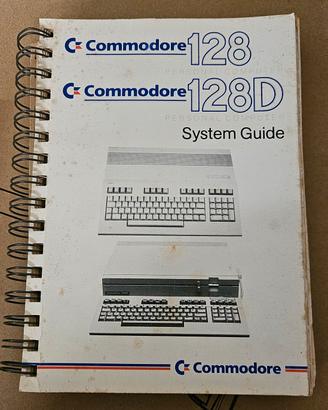 Commodore 128
PERSONAL COMPUTER
Commodore 128D
PERSONAL COMPUTER
System Guide
Commodore